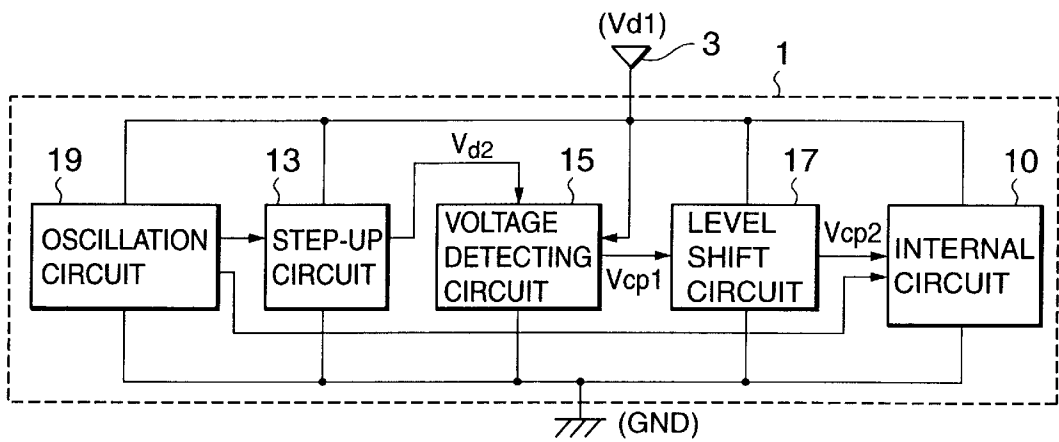 (Vd1)
3
1
19
13
Vd2
15
17
10
OSCILLATION
CIRCUIT
STEP-UP
CIRCUIT
VOLTAGE
DETECTING
CIRCUIT
Vcp1
LEVEL
SHIFT
CIRCUIT
Vcp2
INTERNAL
CIRCUIT
(GND)